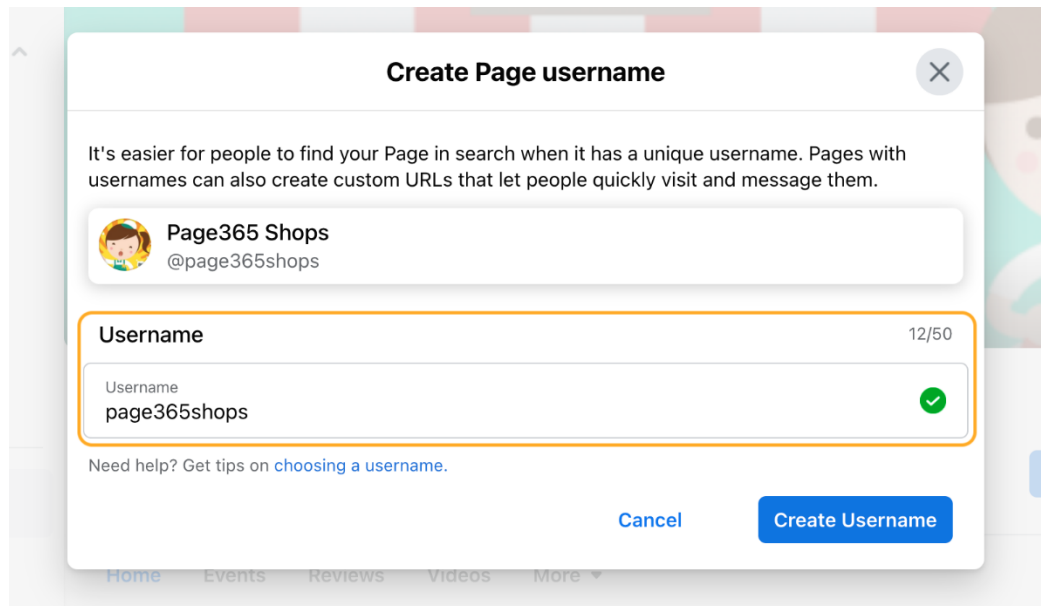 Create Page username
It's easier for people to find your Page in search when it has a unique username. Pages with
usernames can also create custom URLs that let people quickly visit and message them.
Page365 Shops
@page365shops
Username
12/50
Username
page365shops
Need help? Get tips on choosing a username.
Cancel
Create Username
Home Events Reviews Videos More